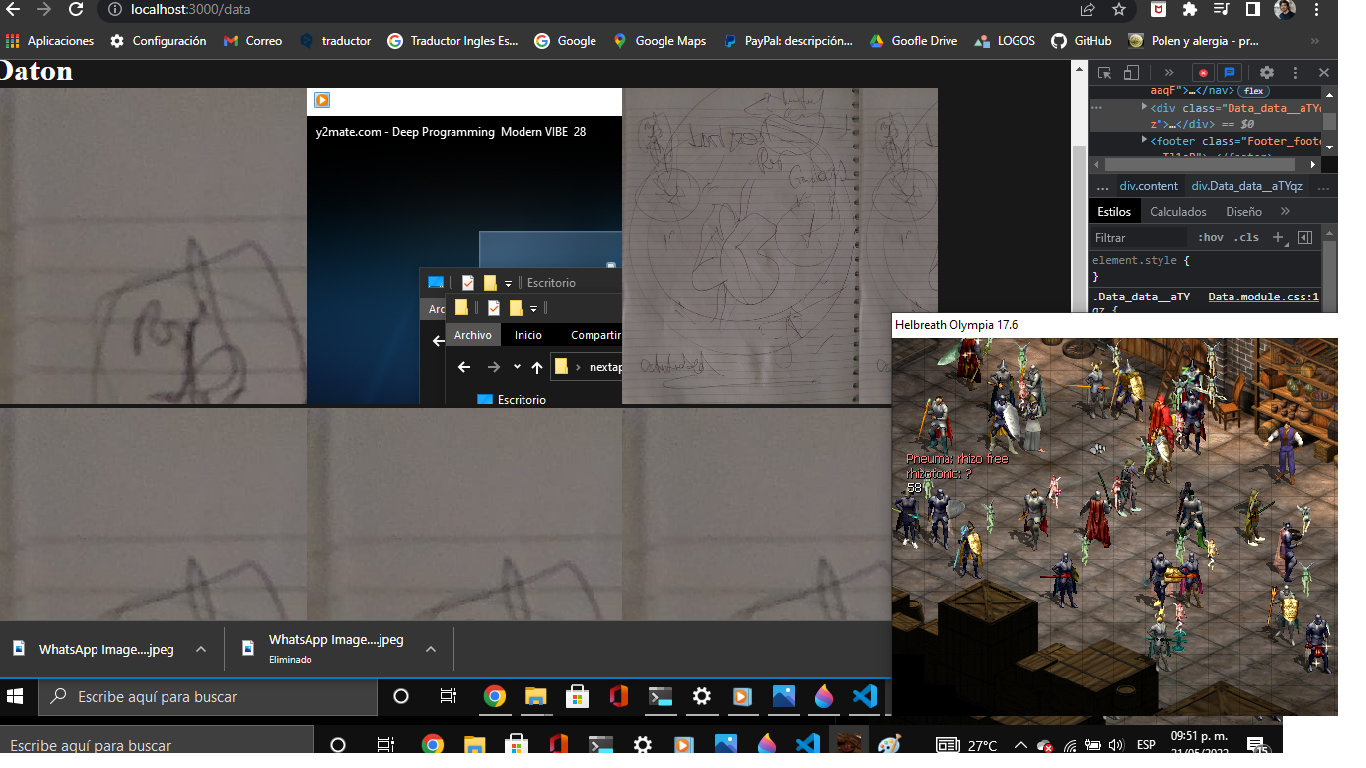 localhost:3000/data
Aplicaciones Configuración Correo traductor Traductor Ingles Es... Google Google Maps PayPal: descripción... Goofle Drive LOGOS GitHub Polen y alergia - pr... »
Daton
y2mate.com - Deep Programming Modern VIBE 28
Escritorio
Arc
Archivo Inicio Compartir
nextap
Escritorio
aaqF">…</nav> flex
<div class="Data_data__aTYq
z">…</div> == $0
<footer class="Footer_foote
... div.content div.Data_data__aTYqz ...
Estilos Calculados Diseño »
Filtrar :hov .cls +
element.style {
}
.Data_data__aTY Data.module.css:1
qz {
Helbreath Olympia 17.6
Pneuma: rhizo free
rhizotonic: ?
58
WhatsApp Image....jpeg
WhatsApp Image....jpeg
Eliminado
Escribe aquí para buscar
Escribe aquí para buscar
27°C ESP 09:51 p. m.
21/05/2022
15